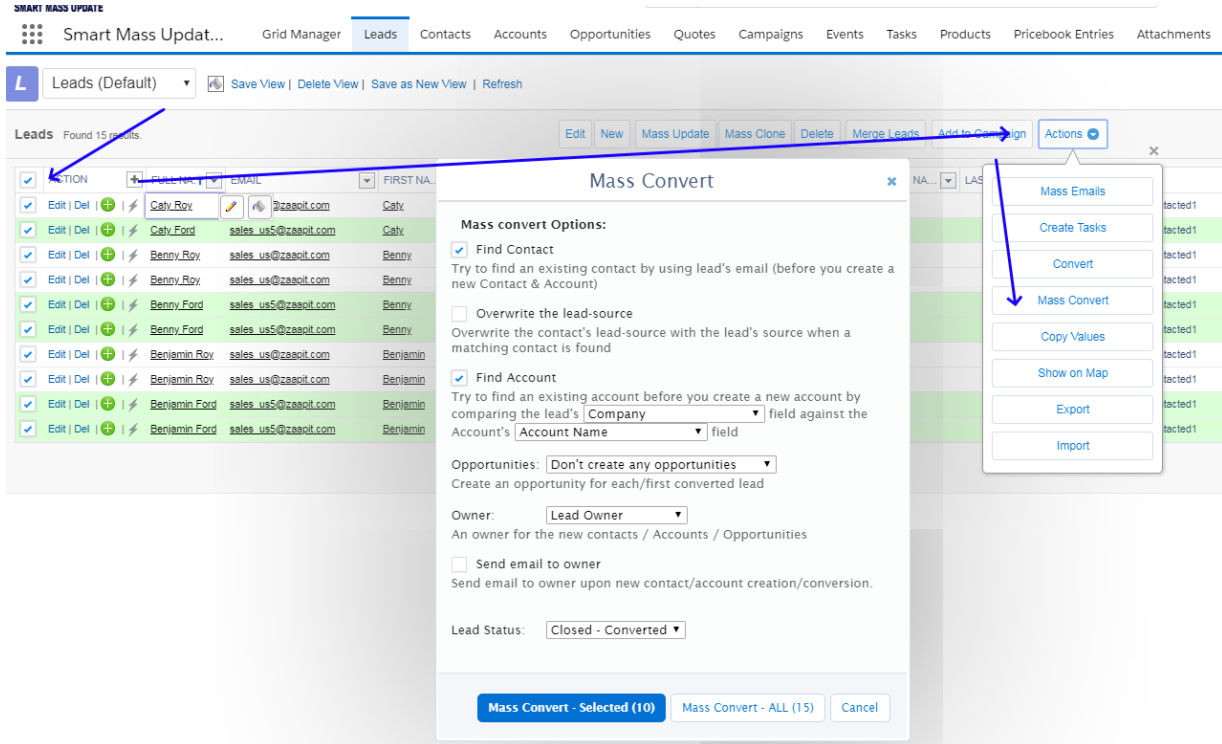 SMART MASS UPDATE
Smart Mass Updat... Grid Manager Leads Contacts Accounts Opportunities Quotes Campaigns Events Tasks Products Pricebook Entries Attachments
L Leads (Default) Save View | Delete View | Save as New View | Refresh
Leads Found 15 results. Edit New Mass Update Mass Clone Delete Merge Leads Add to Campaign Actions
ACTION FULL NA... EMAIL FIRST NA... NA... LAS
Edit | Del | Caty Roy @zaapit.com Caty tacted1
Edit | Del | Caty Ford sales_us5@zaapit.com Caty tacted1
Edit | Del | Benny Roy sales_us@zaapit.com Benny tacted1
Edit | Del | Benny Roy sales_us@zaapit.com Benny tacted1
Edit | Del | Benny Ford sales_us5@zaapit.com Benny tacted1
Edit | Del | Benny Ford sales_us5@zaapit.com Benny tacted1
Edit | Del | Benjamin Roy sales_us@zaapit.com Benjamin tacted1
Edit | Del | Benjamin Roy sales_us@zaapit.com Benjamin tacted1
Edit | Del | Benjamin Ford sales_us5@zaapit.com Benjamin tacted1
Edit | Del | Benjamin Ford sales_us5@zaapit.com Benjamin tacted1
Mass Convert
Mass convert Options:
Find Contact
Try to find an existing contact by using lead's email (before you create a
new Contact & Account)
Overwrite the lead-source
Overwrite the contact's lead-source with the lead's source when a
matching contact is found
Find Account
Try to find an existing account before you create a new account by
comparing the lead's Company field against the
Account's Account Name field
Opportunities: Don't create any opportunities
Create an opportunity for each/first converted lead
Owner: Lead Owner
An owner for the new contacts / Accounts / Opportunities
Send email to owner
Send email to owner upon new contact/account creation/conversion.
Lead Status: Closed - Converted
Mass Convert - Selected (10) Mass Convert - ALL (15) Cancel
Mass Emails
Create Tasks
Convert
Mass Convert
Copy Values
Show on Map
Export
Import